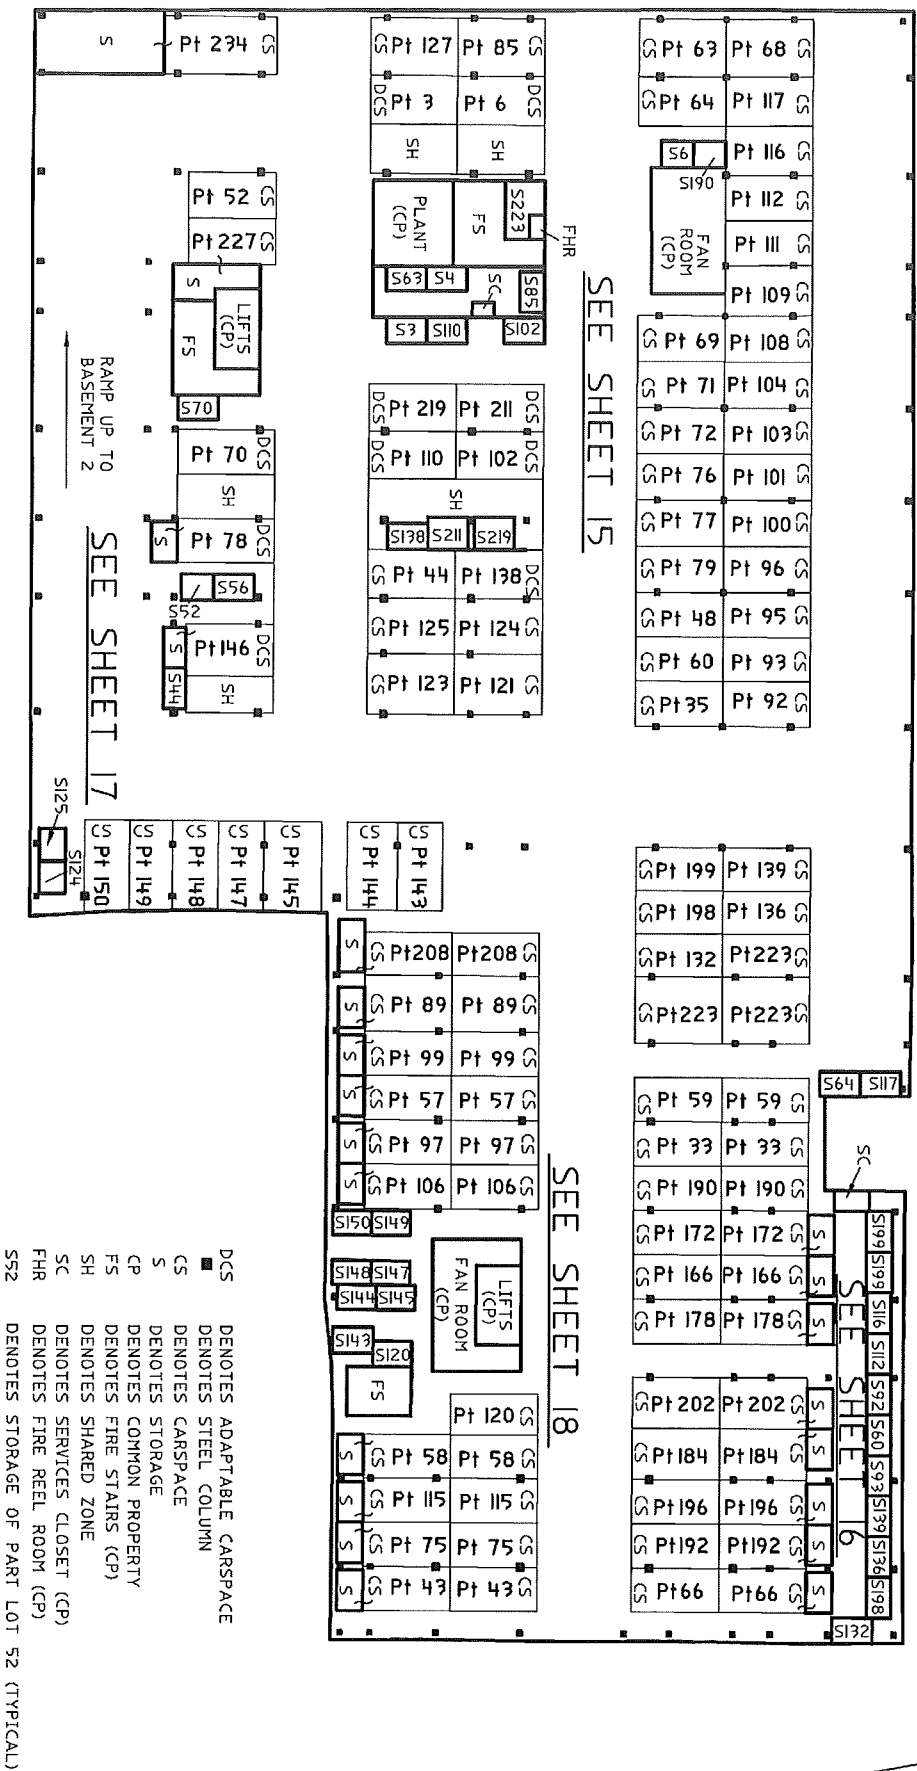 S Pt 234 CS
CS Pt 127 Pt 85 CS
DCS Pt 3 Pt 6 DCS
SH SH
CS Pt 63 Pt 68 CS
CS Pt 64 Pt 117 CS
S6 S190 Pt 116 CS
Pt 112 CS
Pt 111 CS
Pt 109 CS
FAN ROOM (CP)
CS Pt 69 Pt 108 CS
CS Pt 71 Pt 104 CS
CS Pt 72 Pt 103 CS
CS Pt 76 Pt 101 CS
CS Pt 77 Pt 100 CS
CS Pt 79 Pt 96 CS
CS Pt 48 Pt 95 CS
CS Pt 60 Pt 93 CS
CS Pt 35 Pt 92 CS
SEE SHEET 15
PLANT (CP)
FS
S223
FHR
S63 S4 SC S85
S3 S110 S102
DCS Pt 219 Pt 211 DCS
DCS Pt 110 Pt 102 DCS
SH
S138 S211 S219
CS Pt 44 Pt 138 DCS
CS Pt 125 Pt 124 CS
CS Pt 123 Pt 121 CS
Pt 52 CS
Pt 227 CS
S
LIFTS (CP)
FS
S70
Pt 70 DCS
SH
S Pt 78 DCS
S52 S56
S Pt 146 DCS
S44 SH
RAMP UP TO
BASEMENT 2
SEE SHEET 17
S125
S124
CS Pt 150
CS Pt 149
CS Pt 148
CS Pt 147
CS Pt 145
CS Pt 144
CS Pt 143
CS Pt 199 Pt 139 CS
CS Pt 198 Pt 136 CS
CS Pt 132 Pt 223 CS
CS Pt 223 Pt 223 CS
S64 S117
SC
CS Pt 59 Pt 59 CS
CS Pt 33 Pt 33 CS
CS Pt 190 Pt 190 CS
CS Pt 172 Pt 172 CS S
CS Pt 166 Pt 166 CS S
CS Pt 178 Pt 178 CS S
CS Pt 202 Pt 202 CS S
CS Pt 184 Pt 184 CS S
CS Pt 196 Pt 196 CS S
CS Pt 192 Pt 192 CS S
CS Pt 66 Pt 66 CS S
SEE SHEET 16
S199 S199 S116 S112 S92 S60 S93 S139 S136 S198
S132
S CS Pt 208 Pt 208 CS
S CS Pt 89 Pt 89 CS
S CS Pt 99 Pt 99 CS
S CS Pt 57 Pt 57 CS
S CS Pt 97 Pt 97 CS
S CS Pt 106 Pt 106 CS
S150 S149
S148 S147
S144 S145
S143 S120
FS
LIFTS (CP)
FAN ROOM (CP)
SEE SHEET 18
Pt 120 CS
S CS Pt 58 Pt 58 CS
S CS Pt 115 Pt 115 CS
S CS Pt 75 Pt 75 CS
S CS Pt 43 Pt 43 CS
DCS DENOTES ADAPTABLE CARSPACE
DENOTES STEEL COLUMN
CS DENOTES CARSPACE
S DENOTES STORAGE
CP DENOTES COMMON PROPERTY
FS DENOTES FIRE STAIRS (CP)
SH DENOTES SHARED ZONE
SC DENOTES SERVICES CLOSET (CP)
FHR DENOTES FIRE REEL ROOM (CP)
S52 DENOTES STORAGE OF PART LOT 52 (TYPICAL)